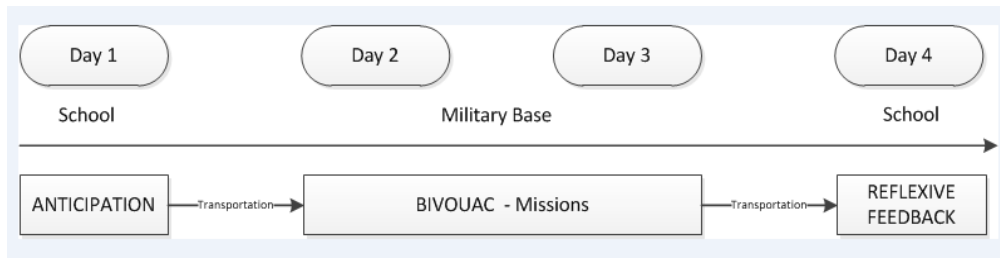 Day 1
Day 2
Day 3
Day 4
School
Military Base
School
ANTICIPATION
Transportation
BIVOUAC - Missions
Transportation
REFLEXIVE
FEEDBACK